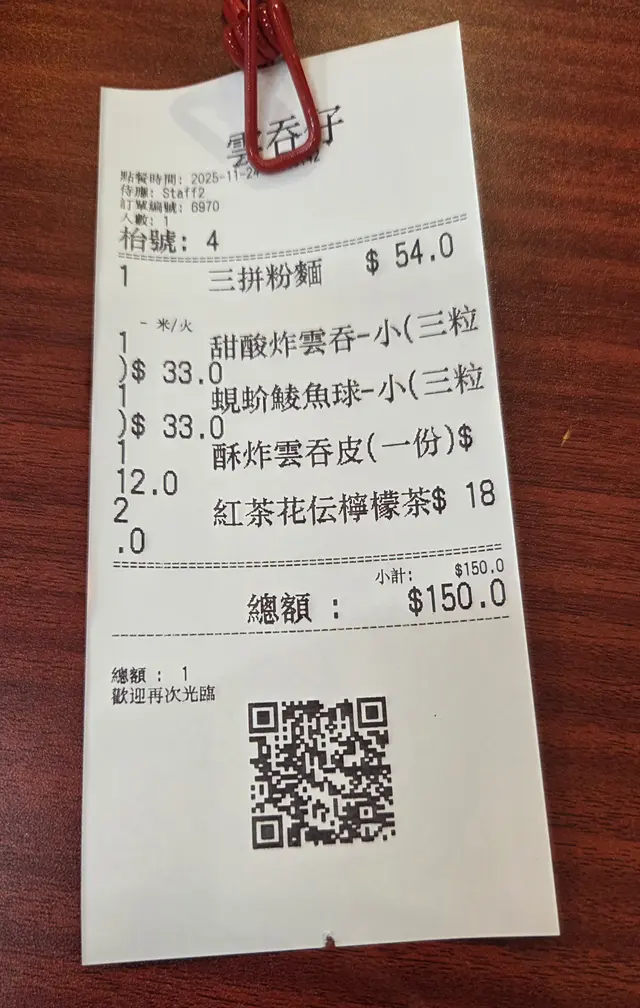 雲吞仔
點餐時間: 2025-11-24
待應: Staff2
訂單編號: 6970
人數: 1
枱號: 4
1 三拼粉麵 $ 54.0
- 米/火
1 甜酸炸雲吞-小(三粒
)$ 33.0
1 蜆蚧鯪魚球-小(三粒
)$ 33.0
1 酥炸雲吞皮(一份)$
12.0
2 紅茶花伝檸檬茶$ 18
.0
小計: $150.0
總額 : $150.0
總額 : 1
歡迎再次光臨